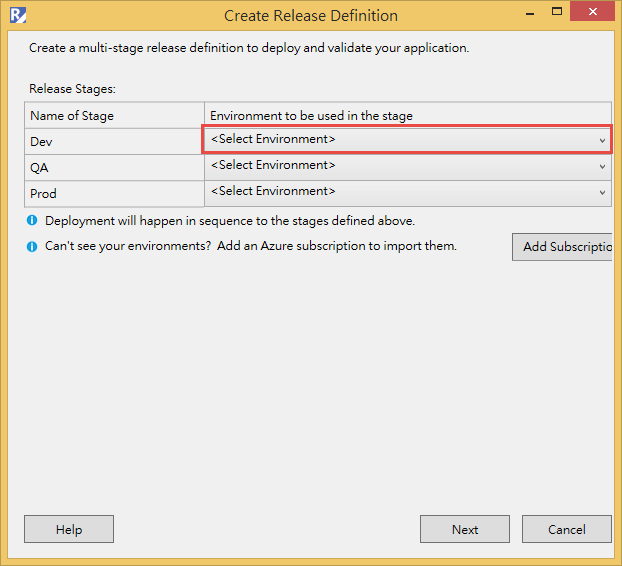 Create Release Definition
Create a multi-stage release definition to deploy and validate your application.
Release Stages:
Name of Stage Environment to be used in the stage
Dev <Select Environment>
QA <Select Environment>
Prod <Select Environment>
Deployment will happen in sequence to the stages defined above.
Can't see your environments? Add an Azure subscription to import them. Add Subscriptio
Help Next Cancel